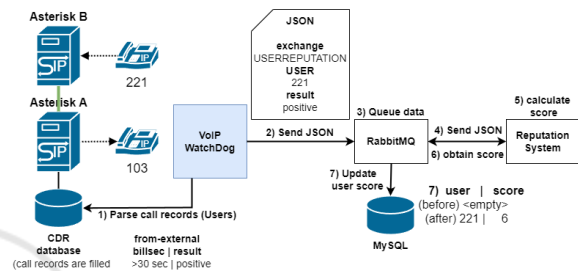 Asterisk B
SIP
221
Asterisk A
SIP
103
CDR
database
(call records are filled
VoIP
WatchDog
1) Parse call records (Users)
from-external
billsec | result
>30 sec | positive
JSON
exchange
USERREPUTATION
USER
221
result
positive
2) Send JSON
3) Queue data
RabbitMQ
4) Send JSON
6) obtain score
5) calculate
score
Reputation
System
7) Update
user score
MySQL
7) user | score
(before) <empty>
(after) 221 | 6